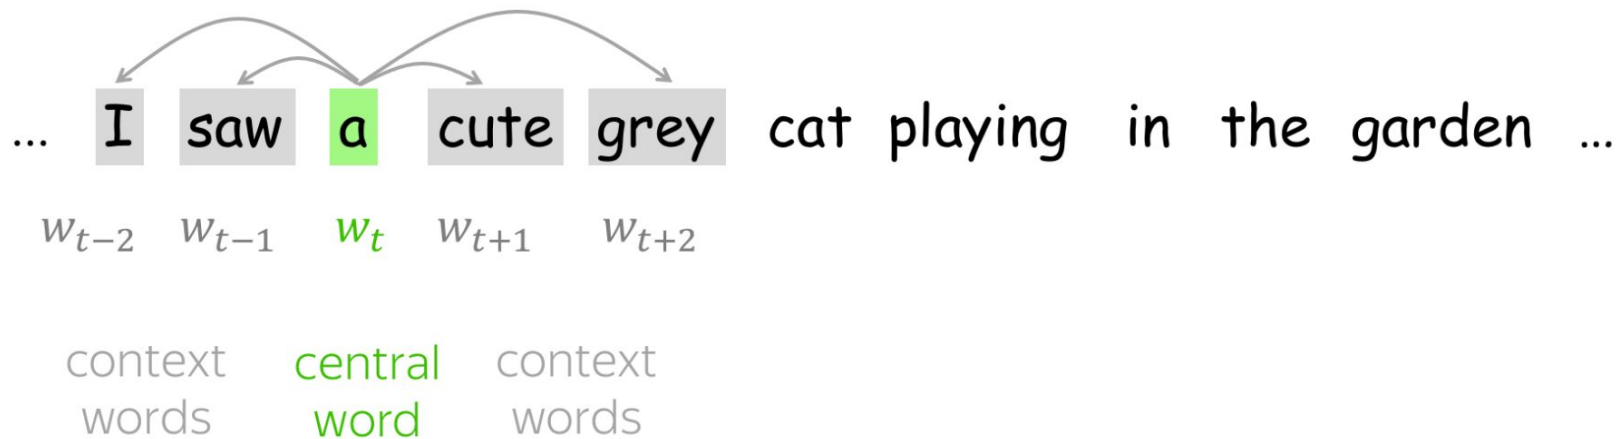 ... I saw a cute grey cat playing in the garden ...
w_{t-2} w_{t-1} w_t w_{t+1} w_{t+2}
context central context
words word words